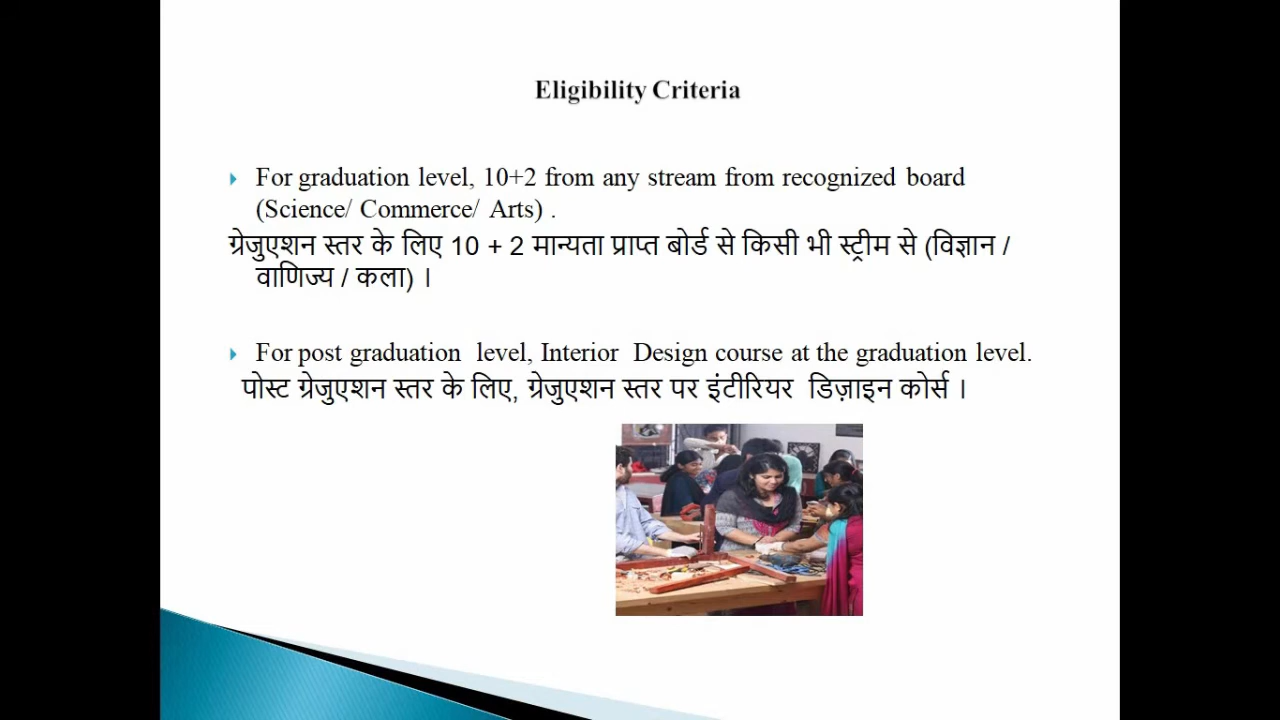 Eligibility Criteria
For graduation level, 10+2 from any stream from recognized board
(Science/ Commerce/ Arts) .
ग्रेजुएशन स्तर के लिए 10 + 2 मान्यता प्राप्त बोर्ड से किसी भी स्ट्रीम से (विज्ञान /
वाणिज्य / कला) ।
For post graduation level, Interior Design course at the graduation level.
पोस्ट ग्रेजुएशन स्तर के लिए, ग्रेजुएशन स्तर पर इंटीरियर डिज़ाइन कोर्स ।